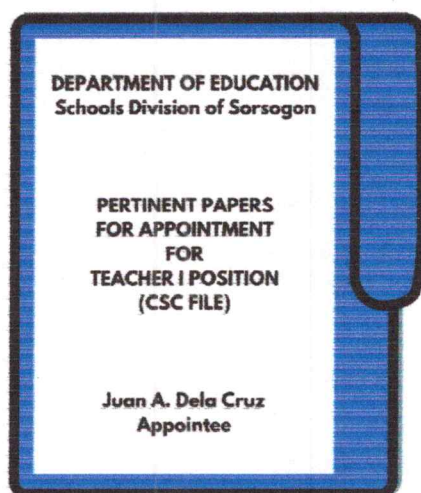 DEPARTMENT OF EDUCATION
Schools Division of Sorsogon
PERTINENT PAPERS
FOR APPOINTMENT
FOR
TEACHER I POSITION
(CSC FILE)
Juan A. Dela Cruz
Appointee